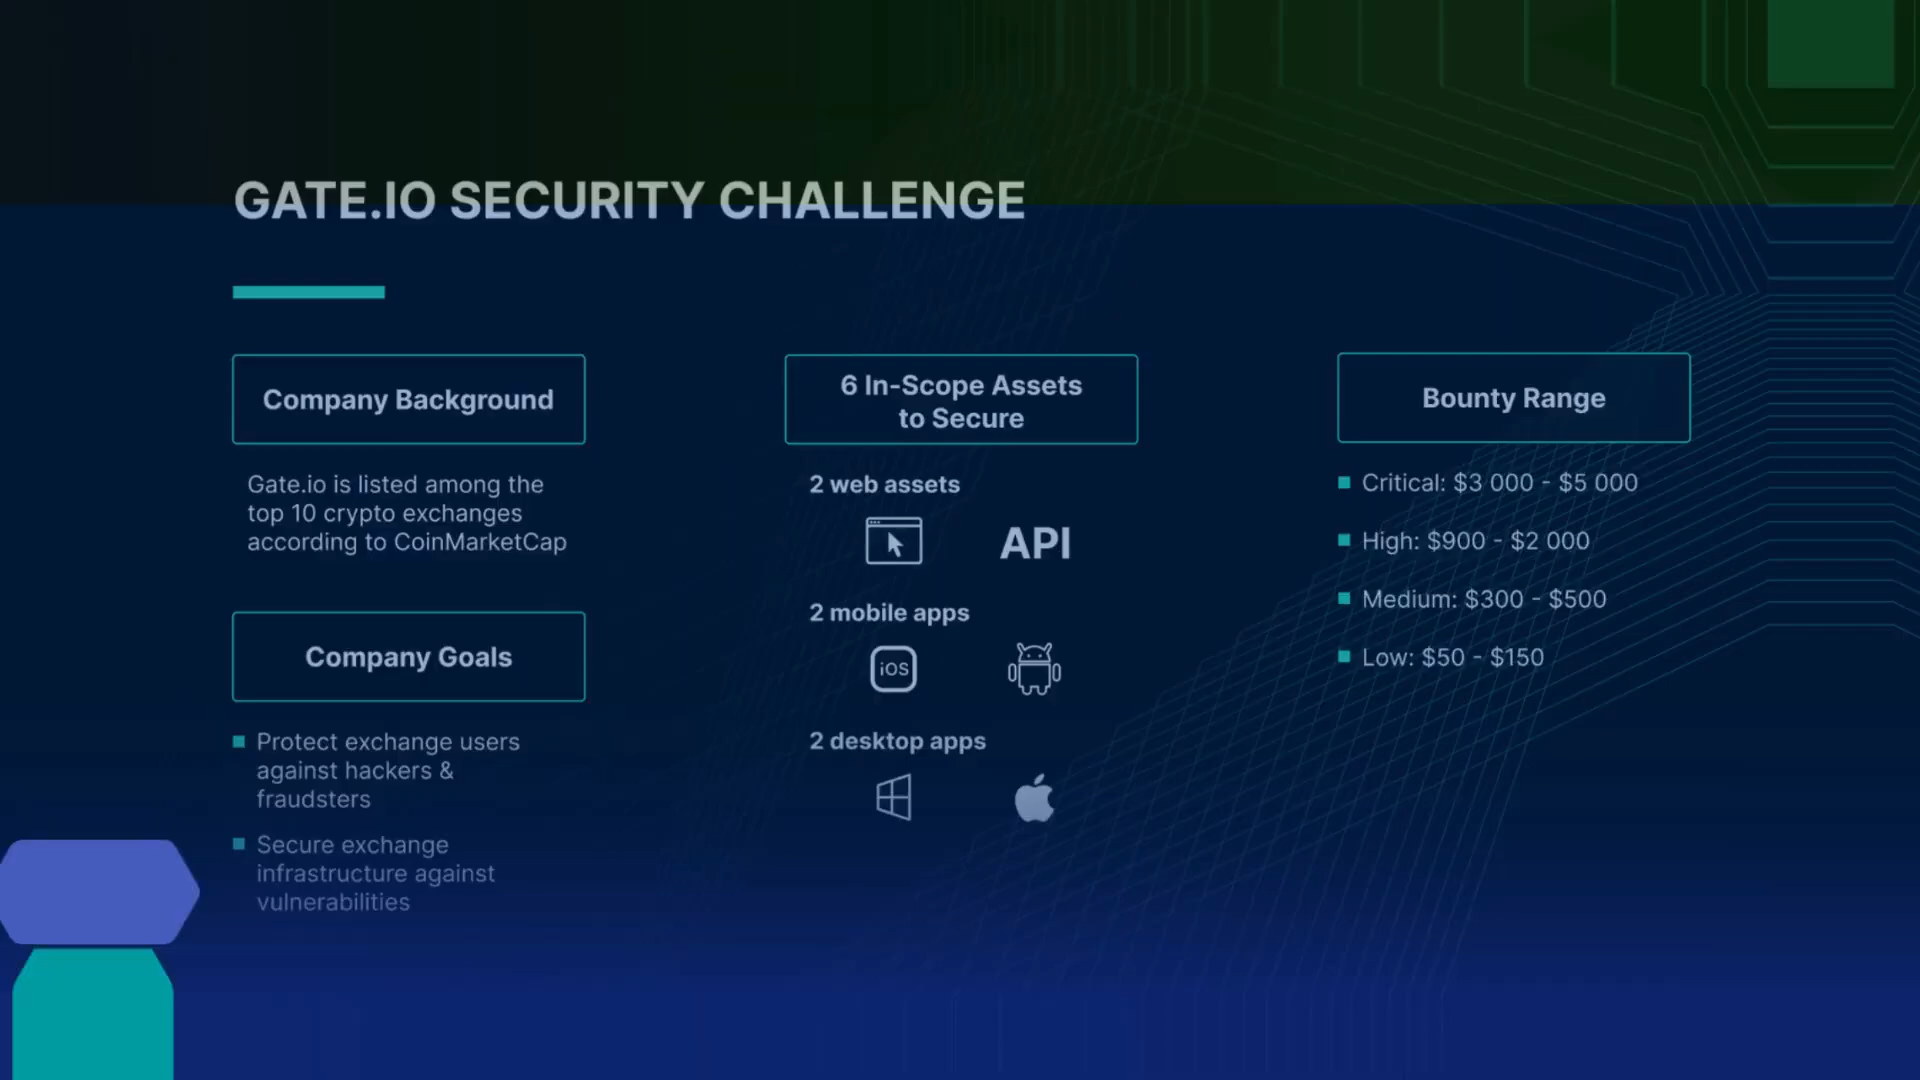 GATE.IO SECURITY CHALLENGE
Company Background
Gate.io is listed among the
top 10 crypto exchanges
according to CoinMarketCap
Company Goals
Protect exchange users
against hackers &
fraudsters
Secure exchange
infrastructure against
vulnerabilities
6 In-Scope Assets
to Secure
2 web assets
API
2 mobile apps
iOS
2 desktop apps
Bounty Range
Critical: $3 000 - $5 000
High: $900 - $2 000
Medium: $300 - $500
Low: $50 - $150